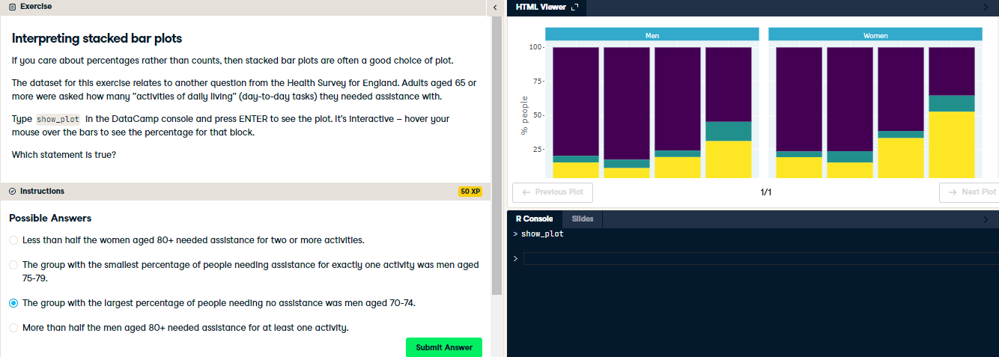 Exercise
Interpreting stacked bar plots
If you care about percentages rather than counts, then stacked bar plots are often a good choice of plot.
The dataset for this exercise relates to another question from the Health Survey for England. Adults aged 65 or
more were asked how many "activities of daily living" (day-to-day tasks) they needed assistance with.
Type show_plot in the DataCamp console and press ENTER to see the plot. It's interactive – hover your
mouse over the bars to see the percentage for that block.
Which statement is true?
Instructions
50 XP
Possible Answers
Less than half the women aged 80+ needed assistance for two or more activities.
The group with the smallest percentage of people needing assistance for exactly one activity was men aged
75-79.
The group with the largest percentage of people needing no assistance was men aged 70-74.
More than half the men aged 80+ needed assistance for at least one activity.
Submit Answer
HTML Viewer
Men
Women
100
75
50
25
% people
Previous Plot
1/1
Next Plot
R Console
Slides
> show_plot
>